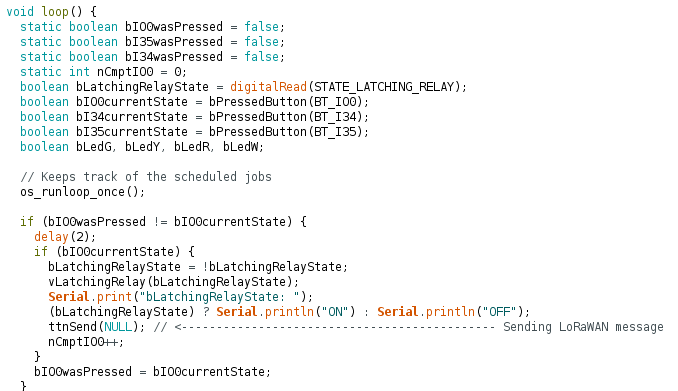 void loop() {
  static boolean bIO0wasPressed = false;
  static boolean bI35wasPressed = false;
  static boolean bI34wasPressed = false;
  static int nCmptIO0 = 0;
  boolean bLatchingRelayState = digitalRead(STATE_LATCHING_RELAY);
  boolean bIO0currentState = bPressedButton(BT_IO0);
  boolean bI34currentState = bPressedButton(BT_I34);
  boolean bI35currentState = bPressedButton(BT_I35);
  boolean bLedG, bLedY, bLedR, bLedW;

  // Keeps track of the scheduled jobs
  os_runloop_once();

  if (bIO0wasPressed != bIO0currentState) {
    delay(2);
    if (bIO0currentState) {
      bLatchingRelayState = !bLatchingRelayState;
      vLatchingRelay(bLatchingRelayState);
      Serial.print("bLatchingRelayState: ");
      (bLatchingRelayState) ? Serial.println("ON") : Serial.println("OFF");
      ttnSend(NULL); // <--------------------------------------------- Sending LoRaWAN message
      nCmptIO0++;
    }
    bIO0wasPressed = bIO0currentState;
  }